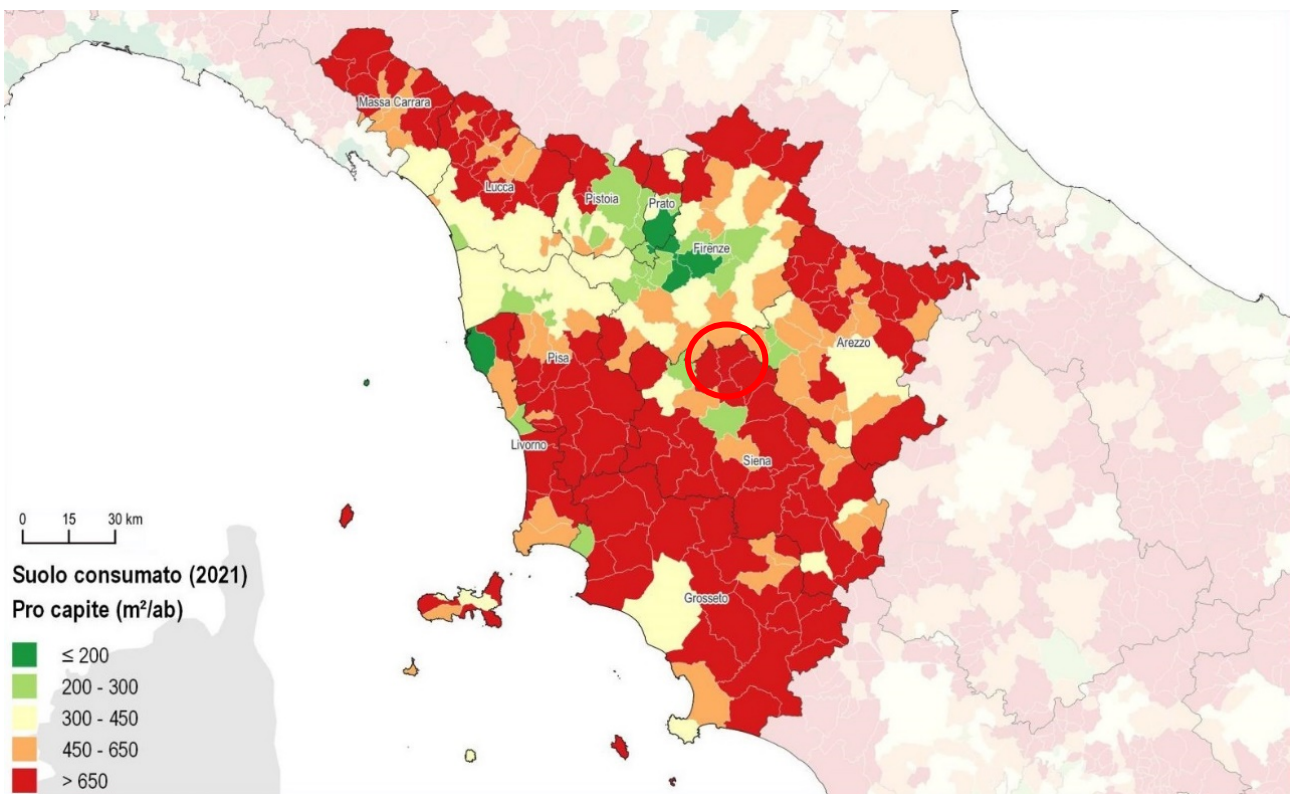 Massa Carrara
Lucca
Pistoia
Prato
Firenze
Arezzo
Pisa
Livorno
Siena
Grosseto
0 15 30 km
Suolo consumato (2021)
Pro capite (m²/ab)
≤ 200
200 - 300
300 - 450
450 - 650
> 650